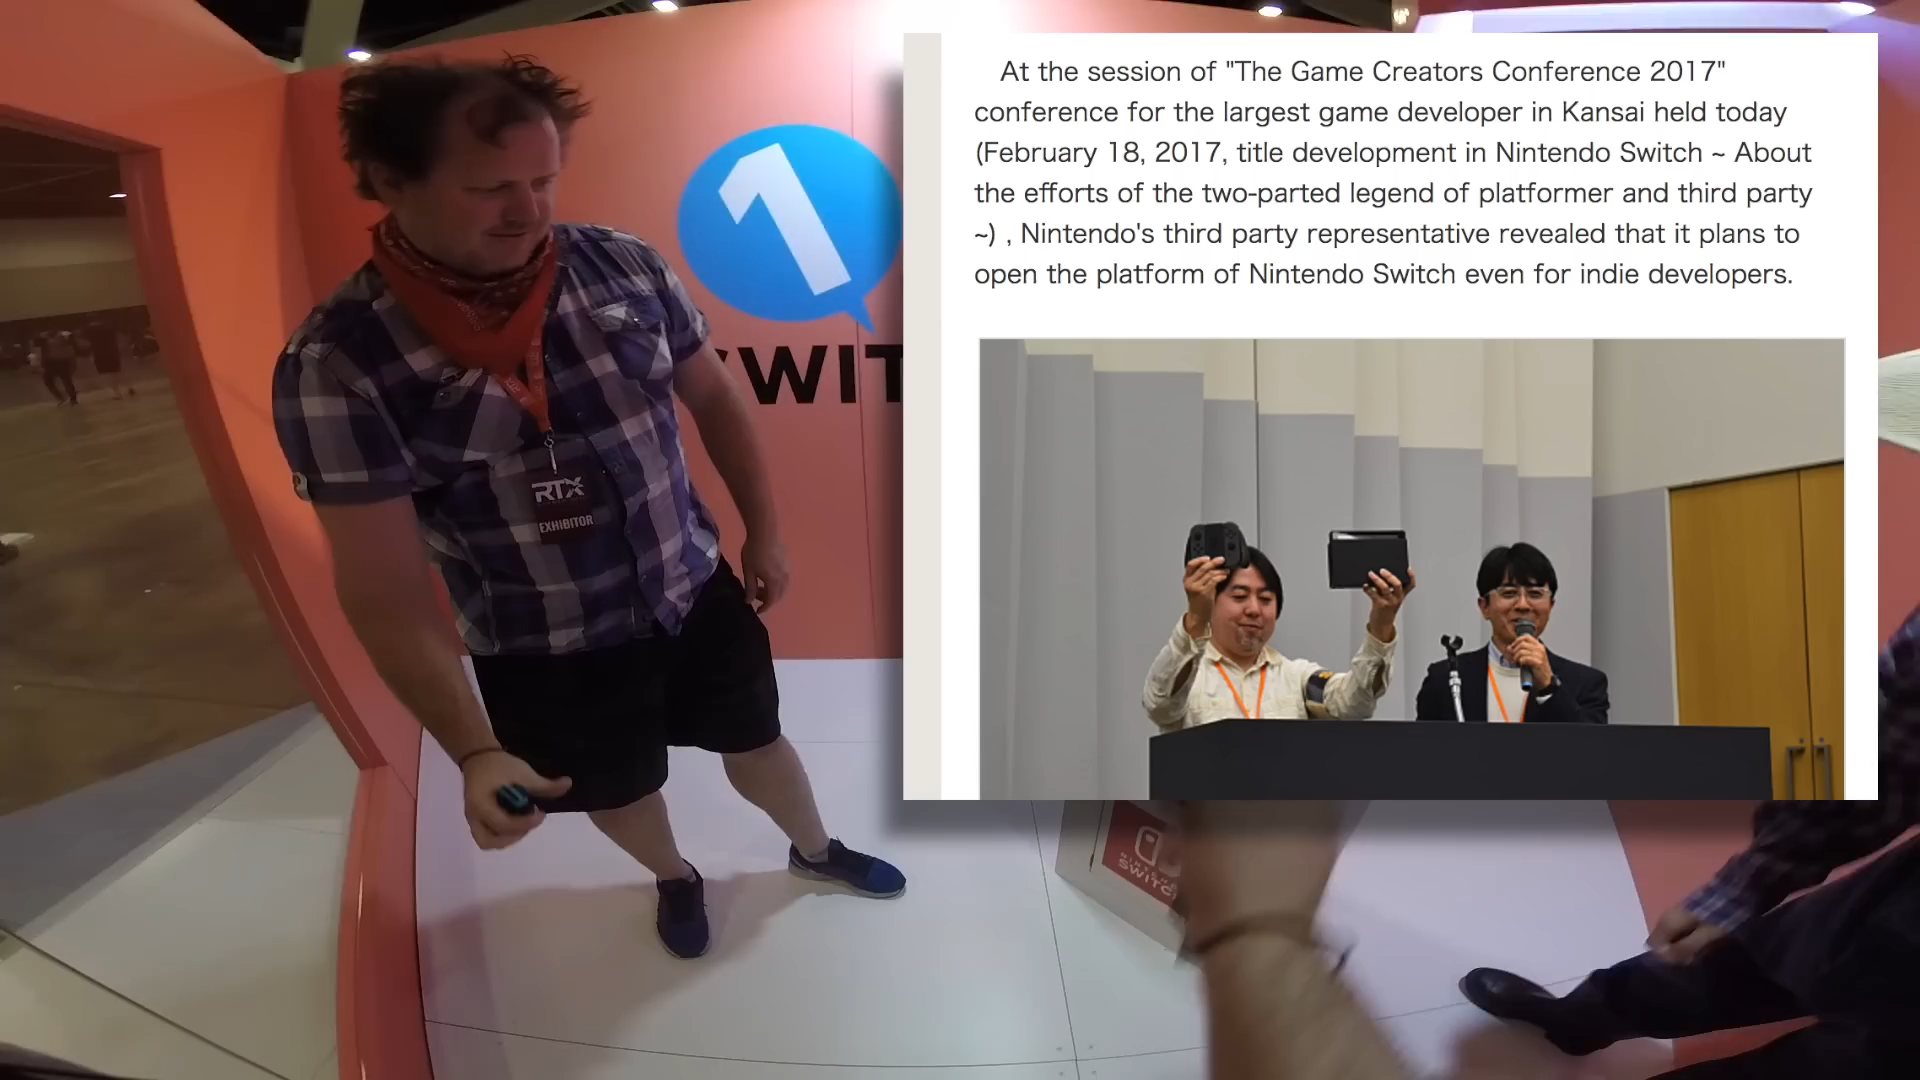 At the session of "The Game Creators Conference 2017"
conference for the largest game developer in Kansai held today
(February 18, 2017, title development in Nintendo Switch ~ About
the efforts of the two-parted legend of platformer and third party
~) , Nintendo's third party representative revealed that it plans to
open the platform of Nintendo Switch even for indie developers.
1
SWIT
RTX
EXHIBITOR
NINTENDO
SWITC